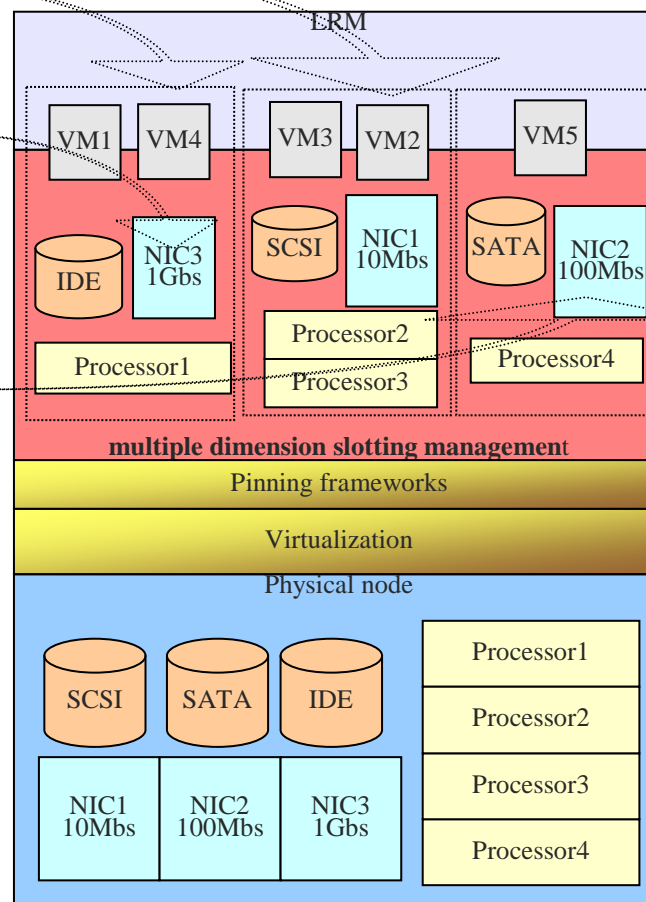 LRM
VM1
VM4
VM3
VM2
VM5
IDE
NIC3
1Gbs
SCSI
NIC1
10Mbs
SATA
NIC2
100Mbs
Processor1
Processor2
Processor3
Processor4
multiple dimension slotting management
Pinning frameworks
Virtualization
Physical node
SCSI
SATA
IDE
NIC1
10Mbs
NIC2
100Mbs
NIC3
1Gbs
Processor1
Processor2
Processor3
Processor4